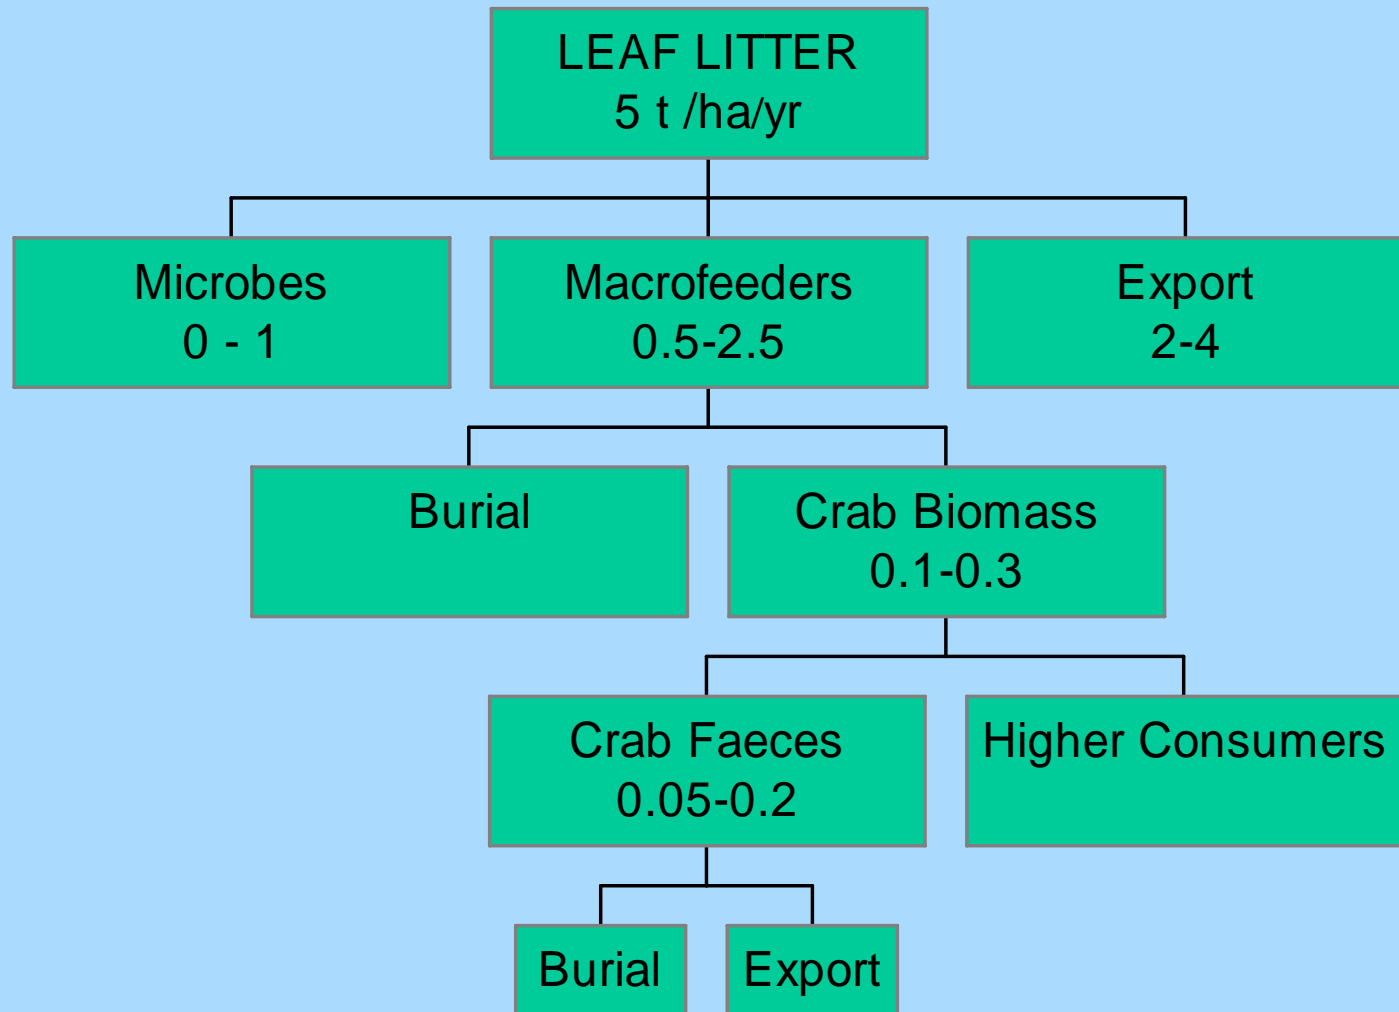 LEAF LITTER
5 t /ha/yr
Microbes
0 - 1
Macrofeeders
0.5-2.5
Export
2-4
Burial
Crab Biomass
0.1-0.3
Crab Faeces
0.05-0.2
Higher Consumers
Burial
Export